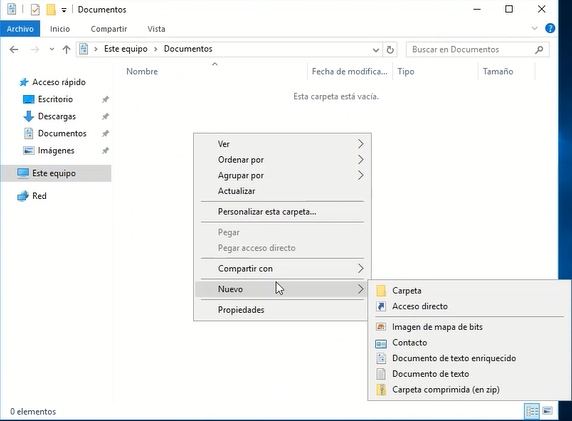 Documentos
Archivo Inicio Compartir Vista
Este equipo Documentos Buscar en Documentos
Nombre Fecha de modifica... Tipo Tamaño
Esta carpeta está vacía.
Acceso rápido
Escritorio
Descargas
Documentos
Imágenes
Este equipo
Red
Ver
Ordenar por
Agrupar por
Actualizar
Personalizar esta carpeta...
Pegar
Pegar acceso directo
Compartir con
Nuevo
Propiedades
Carpeta
Acceso directo
Imagen de mapa de bits
Contacto
Documento de texto enriquecido
Documento de texto
Carpeta comprimida (en zip)
0 elementos